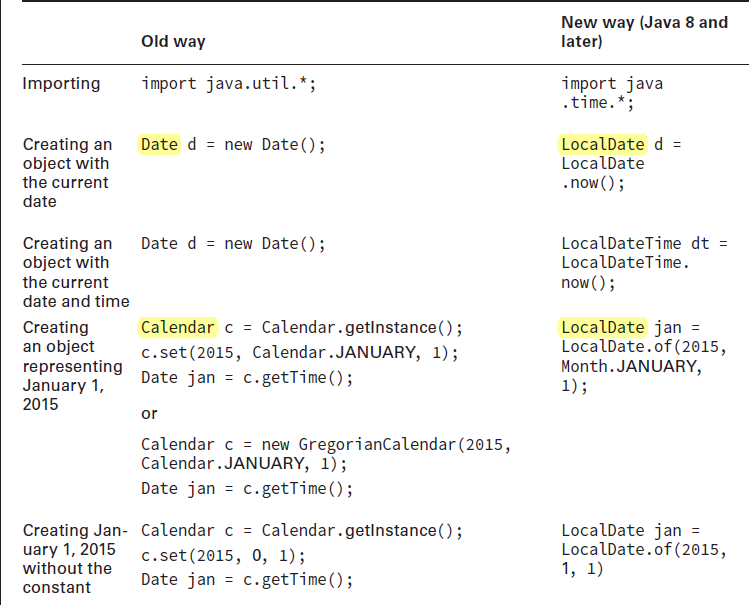 Old way
New way (Java 8 and
later)
Importing
import java.util.*;
import java
.time.*;
Creating an
object with
the current
date
Date d = new Date();
LocalDate d =
LocalDate
.now();
Creating an
object with
the current
date and time
Date d = new Date();
LocalDateTime dt =
LocalDateTime.
now();
Creating
an object
representing
January 1,
2015
Calendar c = Calendar.getInstance();
c.set(2015, Calendar.JANUARY, 1);
Date jan = c.getTime();
or
Calendar c = new GregorianCalendar(2015,
Calendar.JANUARY, 1);
Date jan = c.getTime();
LocalDate jan =
LocalDate.of(2015,
Month.JANUARY,
1);
Creating Jan-
uary 1, 2015
without the
constant
Calendar c = Calendar.getInstance();
c.set(2015, 0, 1);
Date jan = c.getTime();
LocalDate jan =
LocalDate.of(2015,
1, 1)